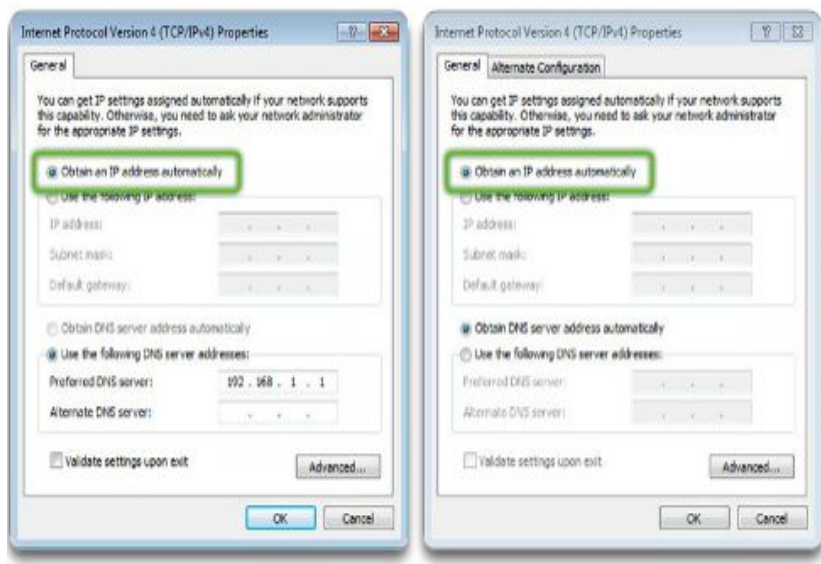 Internet Protocol Version 4 (TCP/IPv4) Properties
General
You can get IP settings assigned automatically if your network supports
this capability. Otherwise, you need to ask your network administrator
for the appropriate IP settings.
Obtain an IP address automatically
Use the following IP address:
IP address:
Subnet mask:
Default gateway:
Obtain DNS server address automatically
Use the following DNS server addresses:
Preferred DNS server:
192 . 168 . 1 . 1
Alternate DNS server:
Validate settings upon exit
Advanced...
OK
Cancel
Internet Protocol Version 4 (TCP/IPv4) Properties
General
Alternate Configuration
You can get IP settings assigned automatically if your network supports
this capability. Otherwise, you need to ask your network administrator
for the appropriate IP settings.
Obtain an IP address automatically
Use the following IP address:
IP address:
Subnet mask:
Default gateway:
Obtain DNS server address automatically
Use the following DNS server addresses:
Preferred DNS server:
Alternate DNS server:
Validate settings upon exit
Advanced...
OK
Cancel